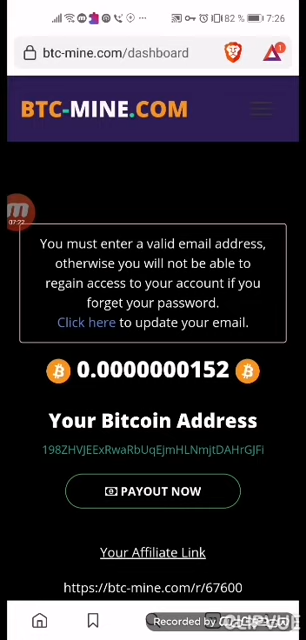 82 % 7:26
btc-mine.com/dashboard
1
BTC-MINE.COM
07:22
You must enter a valid email address,
otherwise you will not be able to
regain access to your account if you
forget your password.
Click here to update your email.
0.0000000152
Your Bitcoin Address
198ZHVJEExRwaRbUqEjmHLNmjtDAHrGJFi
PAYOUT NOW
Your Affiliate Link
https://btc-mine.com/r/67600
Recorded by